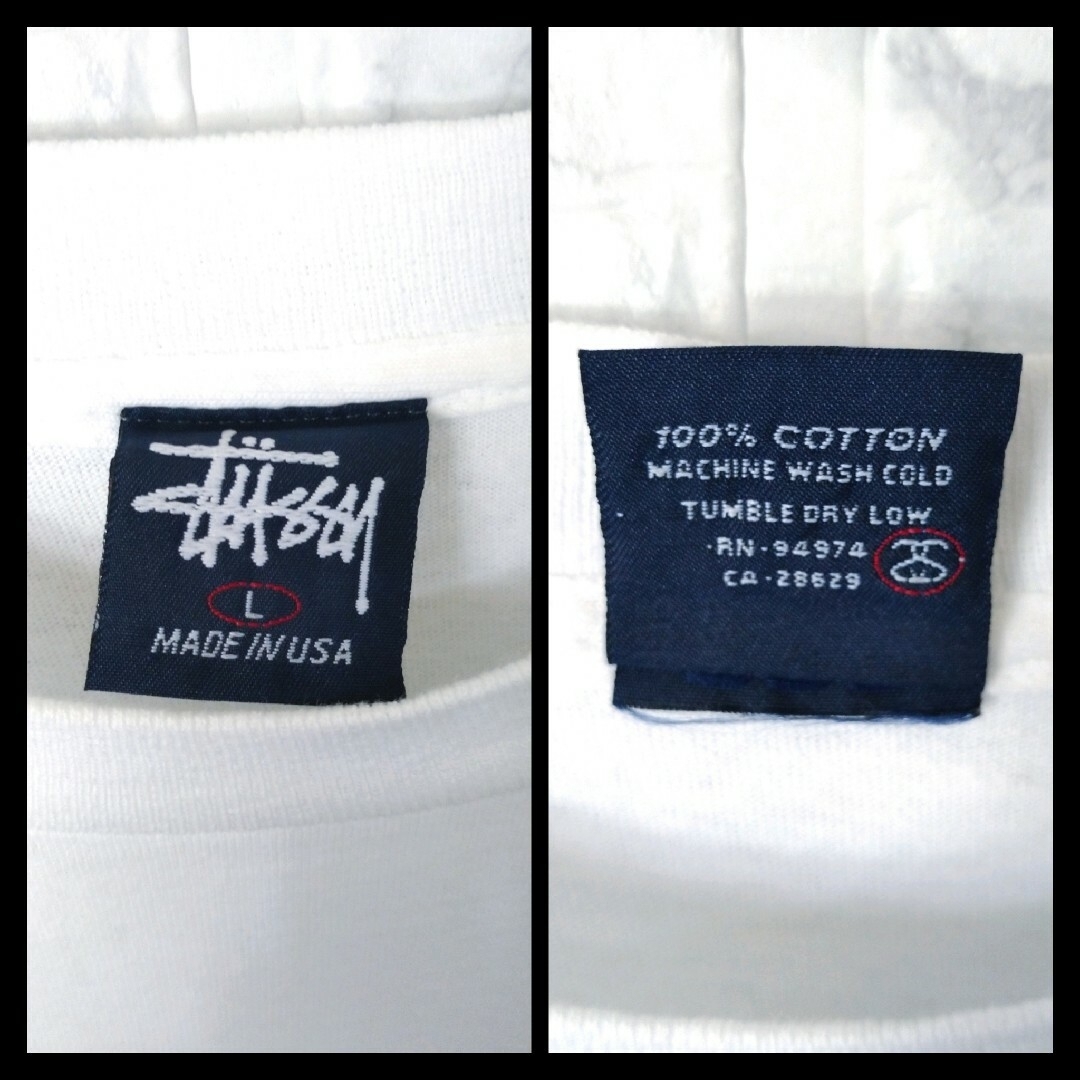 Stüssy
L
MADE IN USA
100% COTTON
MACHINE WASH COLD
TUMBLE DRY LOW
·RN·94974
CA·28629